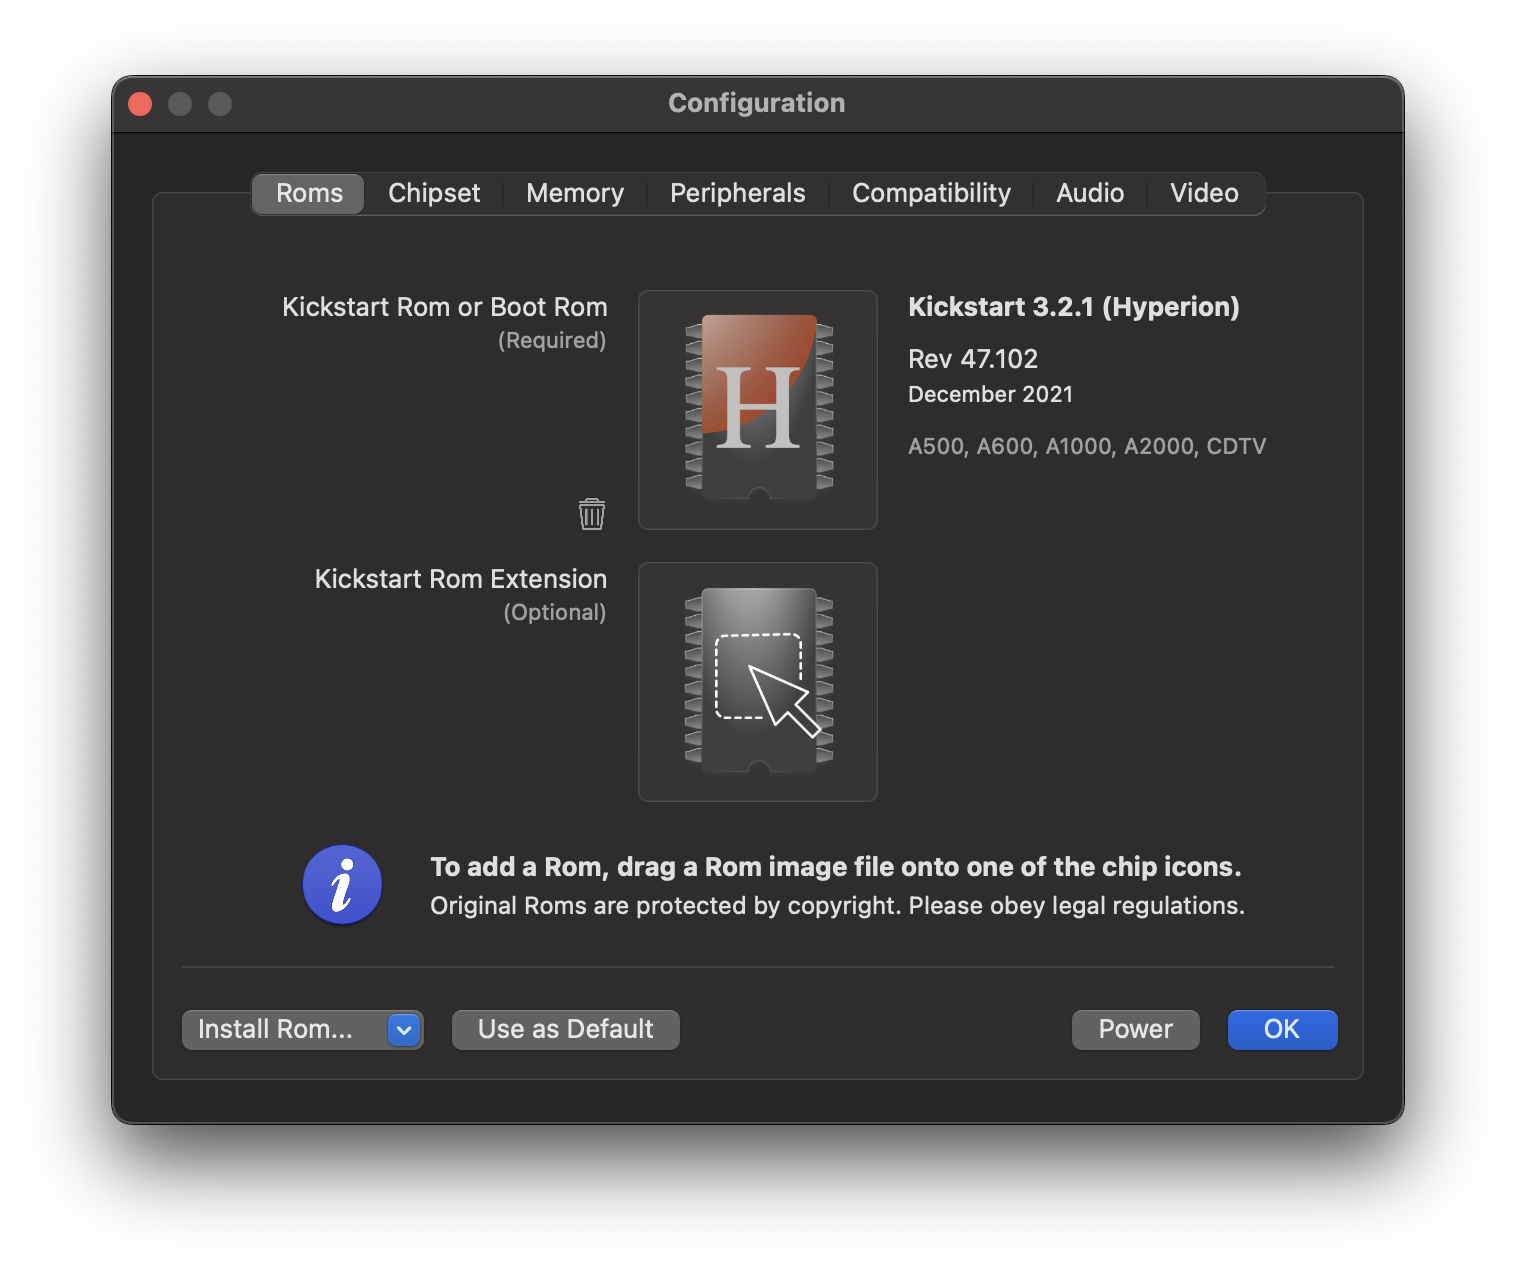 Configuration
Roms Chipset Memory Peripherals Compatibility Audio Video
Kickstart Rom or Boot Rom
(Required)
H
Kickstart 3.2.1 (Hyperion)
Rev 47.102
December 2021
A500, A600, A1000, A2000, CDTV
Kickstart Rom Extension
(Optional)
i
To add a Rom, drag a Rom image file onto one of the chip icons.
Original Roms are protected by copyright. Please obey legal regulations.
Install Rom... Use as Default Power OK